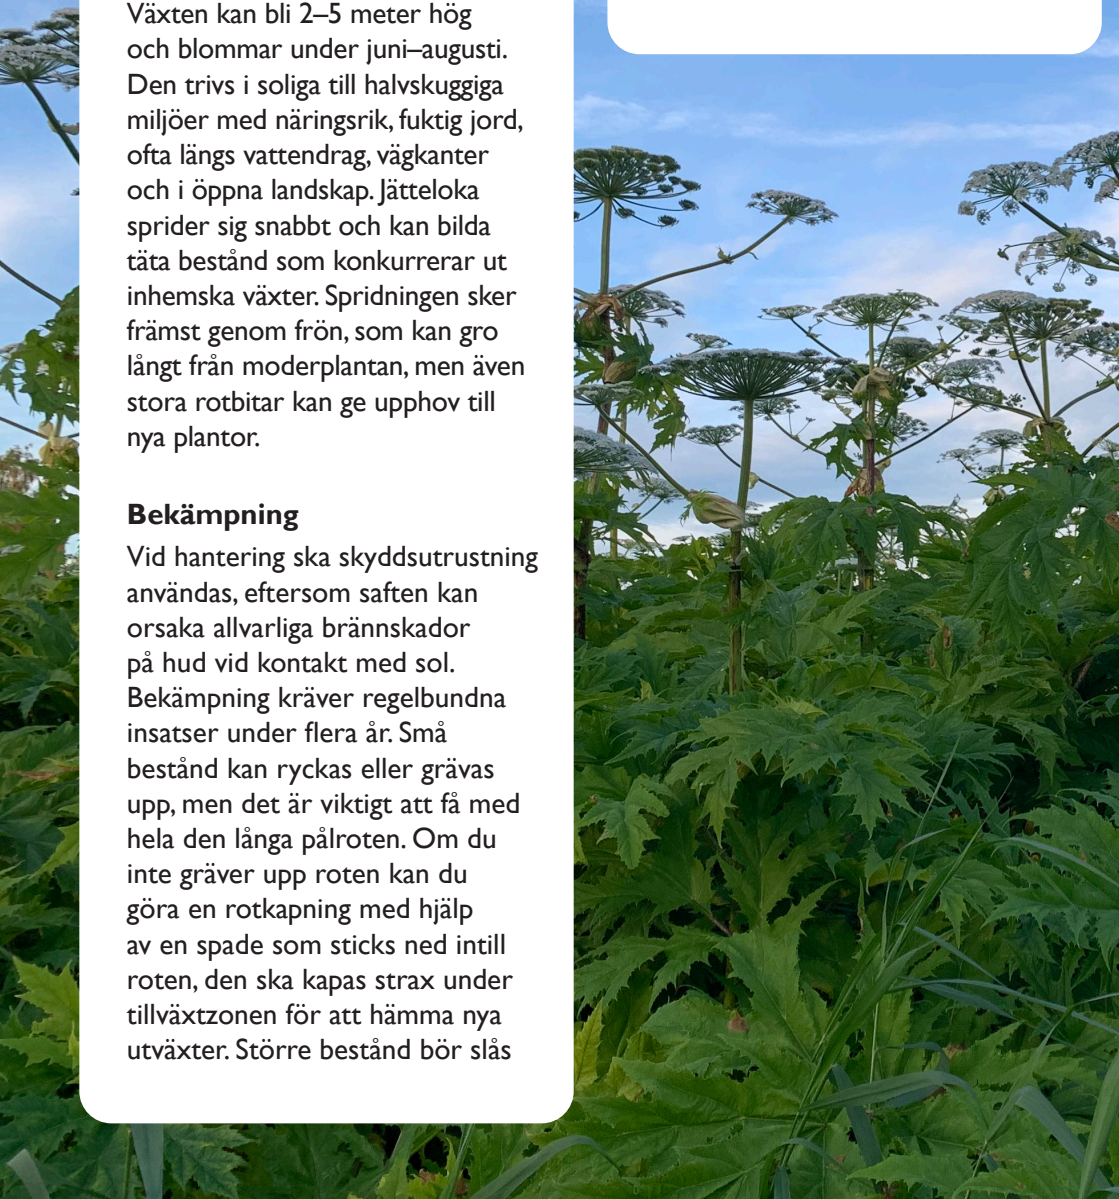 Växten kan bli 2–5 meter hög
och blommar under juni–augusti.
Den trivs i soliga till halvskuggiga
miljöer med näringsrik, fuktig jord,
ofta längs vattendrag, vägkanter
och i öppna landskap. Jätteloka
sprider sig snabbt och kan bilda
täta bestånd som konkurrerar ut
inhemska växter. Spridningen sker
främst genom frön, som kan gro
långt från moderplantan, men även
stora rotbitar kan ge upphov till
nya plantor.
Bekämpning
Vid hantering ska skyddsutrustning
användas, eftersom saften kan
orsaka allvarliga brännskador
på hud vid kontakt med sol.
Bekämpning kräver regelbundna
insatser under flera år. Små
bestånd kan ryckas eller grävas
upp, men det är viktigt att få med
hela den långa pålroten. Om du
inte gräver upp roten kan du
göra en rotkapning med hjälp
av en spade som sticks ned intill
roten, den ska kapas strax under
tillväxtzonen för att hämma nya
utväxter. Större bestånd bör slås